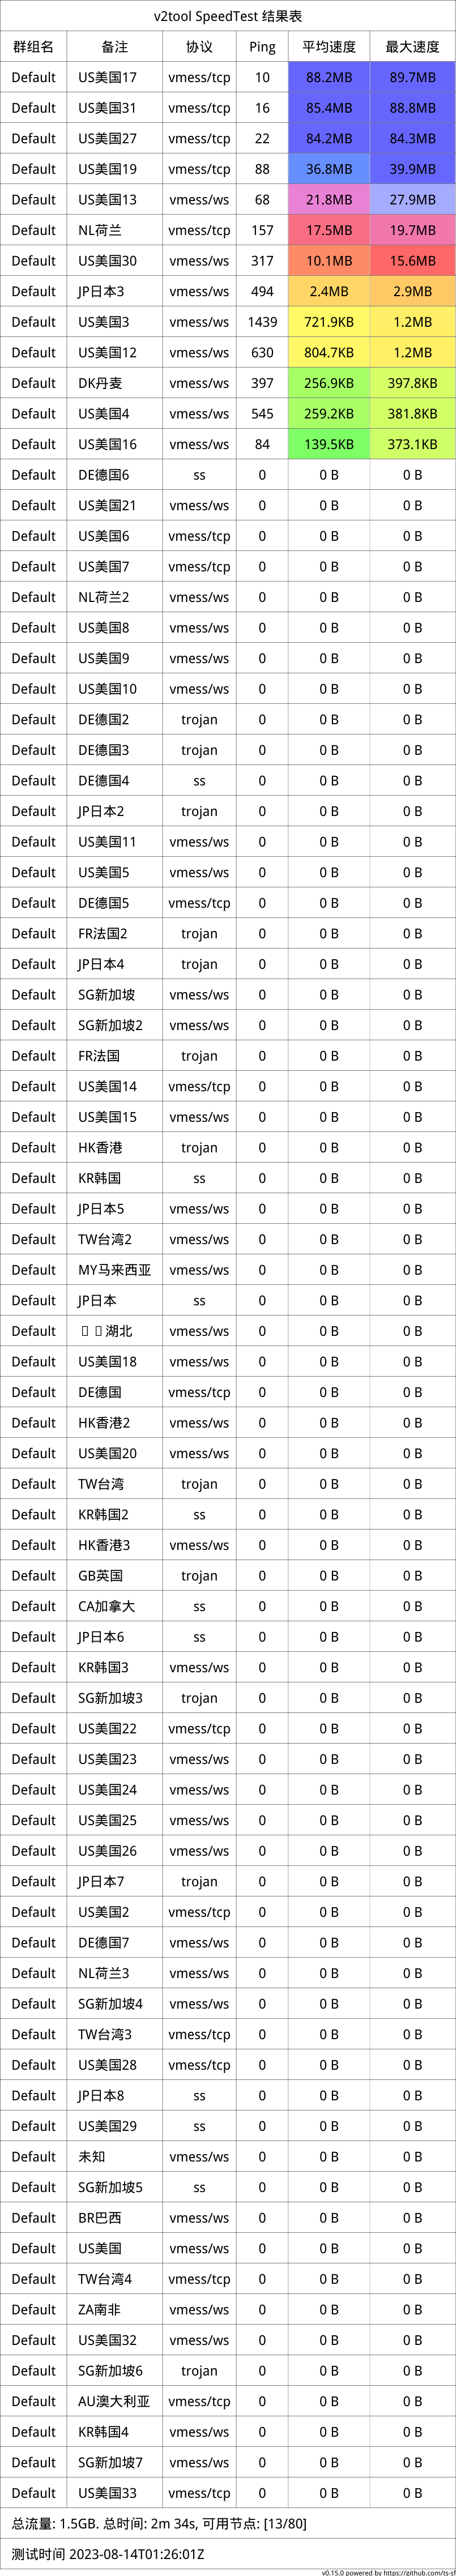 v2tool SpeedTest 结果表
群组名 备注 协议 Ping 平均速度 最大速度
Default US美国17 vmess/tcp 10 88.2MB 89.7MB
Default US美国31 vmess/tcp 16 85.4MB 88.8MB
Default US美国27 vmess/tcp 22 84.2MB 84.3MB
Default US美国19 vmess/tcp 88 36.8MB 39.9MB
Default US美国13 vmess/ws 68 21.8MB 27.9MB
Default NL荷兰 vmess/tcp 157 17.5MB 19.7MB
Default US美国30 vmess/ws 317 10.1MB 15.6MB
Default JP日本3 vmess/ws 494 2.4MB 2.9MB
Default US美国3 vmess/ws 1439 721.9KB 1.2MB
Default US美国12 vmess/ws 630 804.7KB 1.2MB
Default DK丹麦 vmess/ws 397 256.9KB 397.8KB
Default US美国4 vmess/ws 545 259.2KB 381.8KB
Default US美国16 vmess/ws 84 139.5KB 373.1KB
Default DE德国6 ss 0 0 B 0 B
Default US美国21 vmess/ws 0 0 B 0 B
Default US美国6 vmess/tcp 0 0 B 0 B
Default US美国7 vmess/tcp 0 0 B 0 B
Default NL荷兰2 vmess/ws 0 0 B 0 B
Default US美国8 vmess/ws 0 0 B 0 B
Default US美国9 vmess/ws 0 0 B 0 B
Default US美国10 vmess/ws 0 0 B 0 B
Default DE德国2 trojan 0 0 B 0 B
Default DE德国3 trojan 0 0 B 0 B
Default DE德国4 ss 0 0 B 0 B
Default JP日本2 trojan 0 0 B 0 B
Default US美国11 vmess/ws 0 0 B 0 B
Default US美国5 vmess/ws 0 0 B 0 B
Default DE德国5 vmess/tcp 0 0 B 0 B
Default FR法国2 trojan 0 0 B 0 B
Default JP日本4 trojan 0 0 B 0 B
Default SG新加坡 vmess/ws 0 0 B 0 B
Default SG新加坡2 vmess/ws 0 0 B 0 B
Default FR法国 trojan 0 0 B 0 B
Default US美国14 vmess/tcp 0 0 B 0 B
Default US美国15 vmess/ws 0 0 B 0 B
Default HK香港 trojan 0 0 B 0 B
Default KR韩国 ss 0 0 B 0 B
Default JP日本5 vmess/ws 0 0 B 0 B
Default TW台湾2 vmess/ws 0 0 B 0 B
Default MY马来西亚 vmess/ws 0 0 B 0 B
Default JP日本 ss 0 0 B 0 B
Default 湖北 vmess/ws 0 0 B 0 B
Default US美国18 vmess/ws 0 0 B 0 B
Default DE德国 vmess/tcp 0 0 B 0 B
Default HK香港2 vmess/ws 0 0 B 0 B
Default US美国20 vmess/ws 0 0 B 0 B
Default TW台湾 trojan 0 0 B 0 B
Default KR韩国2 ss 0 0 B 0 B
Default HK香港3 vmess/ws 0 0 B 0 B
Default GB英国 trojan 0 0 B 0 B
Default CA加拿大 ss 0 0 B 0 B
Default JP日本6 ss 0 0 B 0 B
Default KR韩国3 vmess/ws 0 0 B 0 B
Default SG新加坡3 trojan 0 0 B 0 B
Default US美国22 vmess/tcp 0 0 B 0 B
Default US美国23 vmess/ws 0 0 B 0 B
Default US美国24 vmess/ws 0 0 B 0 B
Default US美国25 vmess/ws 0 0 B 0 B
Default US美国26 vmess/ws 0 0 B 0 B
Default JP日本7 trojan 0 0 B 0 B
Default US美国2 vmess/tcp 0 0 B 0 B
Default DE德国7 vmess/ws 0 0 B 0 B
Default NL荷兰3 vmess/ws 0 0 B 0 B
Default SG新加坡4 vmess/ws 0 0 B 0 B
Default TW台湾3 vmess/tcp 0 0 B 0 B
Default US美国28 vmess/tcp 0 0 B 0 B
Default JP日本8 ss 0 0 B 0 B
Default US美国29 ss 0 0 B 0 B
Default 未知 vmess/ws 0 0 B 0 B
Default SG新加坡5 ss 0 0 B 0 B
Default BR巴西 vmess/ws 0 0 B 0 B
Default US美国 vmess/ws 0 0 B 0 B
Default TW台湾4 vmess/tcp 0 0 B 0 B
Default ZA南非 vmess/ws 0 0 B 0 B
Default US美国32 vmess/ws 0 0 B 0 B
Default SG新加坡6 trojan 0 0 B 0 B
Default AU澳大利亚 vmess/tcp 0 0 B 0 B
Default KR韩国4 vmess/ws 0 0 B 0 B
Default SG新加坡7 vmess/ws 0 0 B 0 B
Default US美国33 vmess/tcp 0 0 B 0 B
总流量: 1.5GB. 总时间: 2m 34s, 可用节点: [13/80]
测试时间 2023-08-14T01:26:01Z
v0.15.0 powered by https://github.com/ts-sf